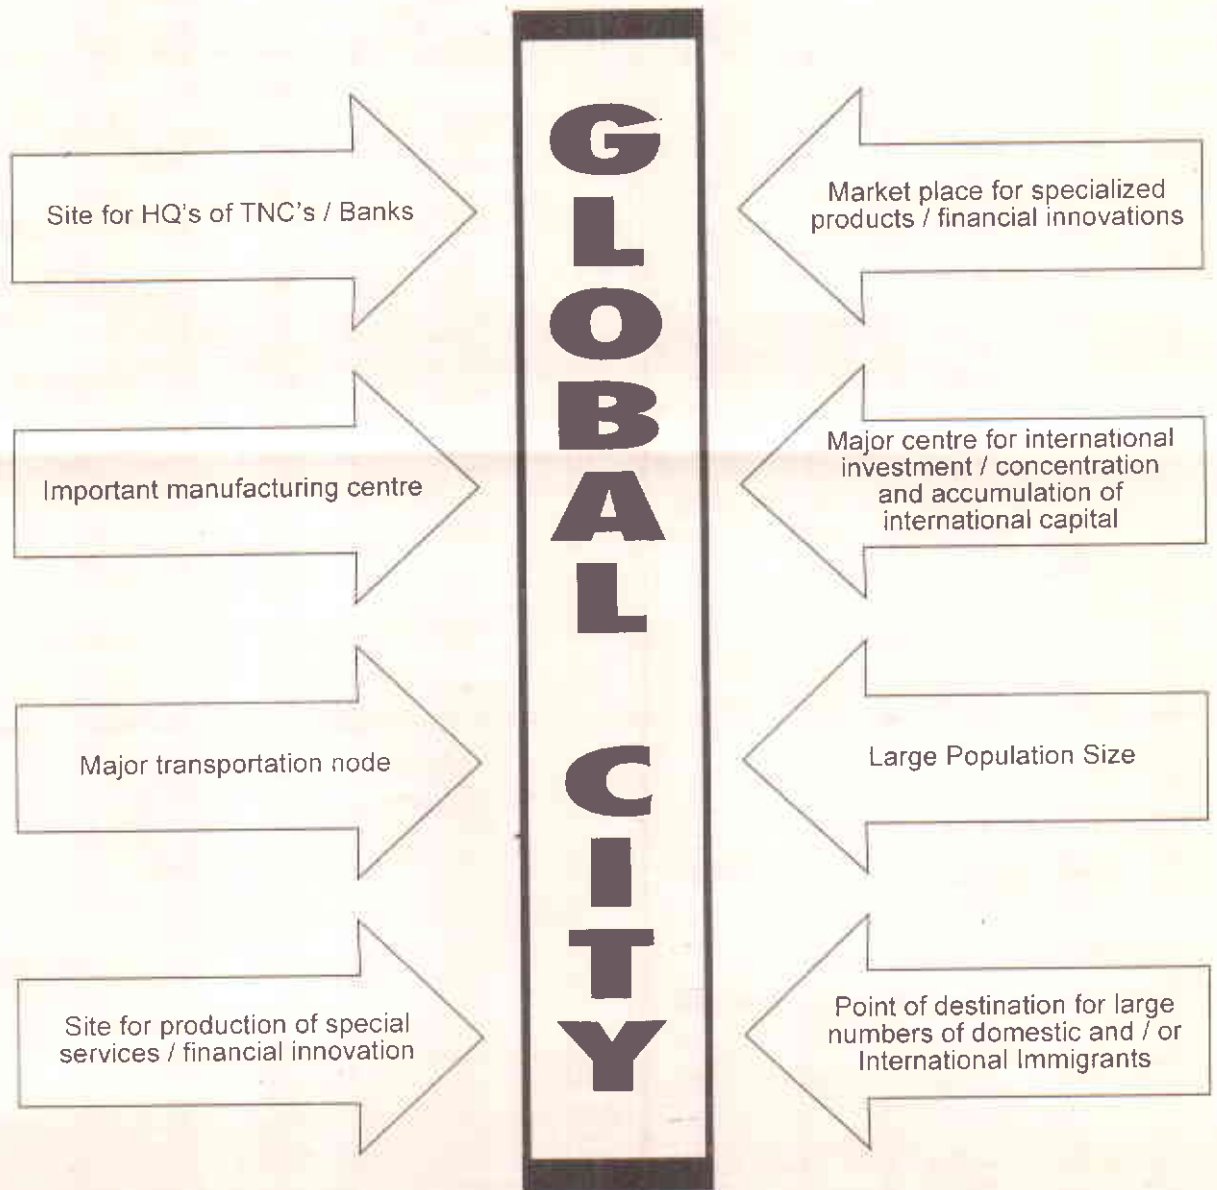 Site for HQ's of TNC's / Banks
Important manufacturing centre
Major transportation node
Site for production of special
services / financial innovation
GLOBAL CITY
Market place for specialized
products / financial innovations
Major centre for international
investment / concentration
and accumulation of
international capital
Large Population Size
Point of destination for large
numbers of domestic and / or
International Immigrants